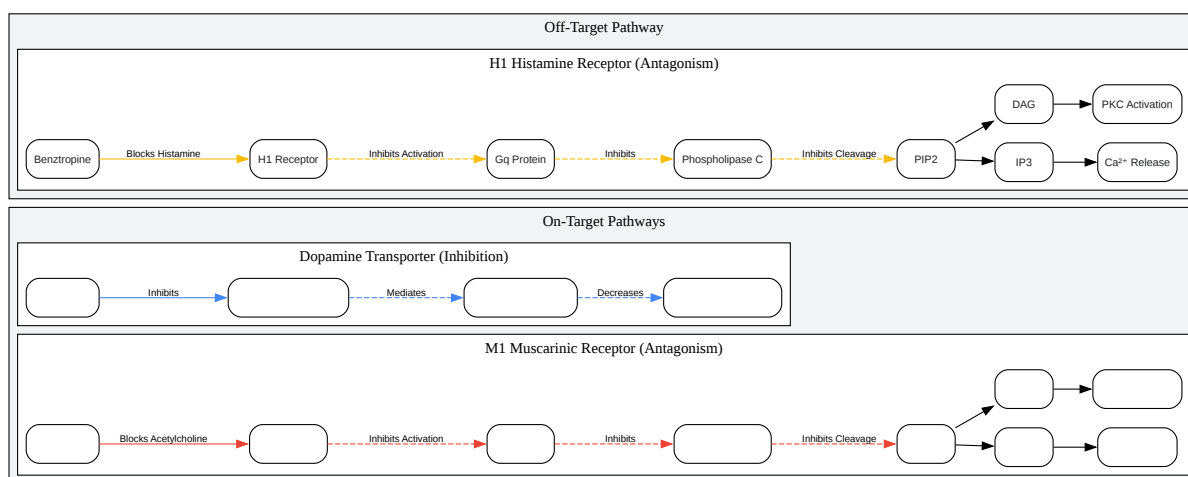 Off-Target Pathway
H1 Histamine Receptor (Antagonism)
DAG
PKC Activation
Benztropine
Blocks Histamine
H1 Receptor
Inhibits Activation
Gq Protein
Inhibits
Phospholipase C
Inhibits Cleavage
PIP2
IP3
Ca²⁺ Release
On-Target Pathways
Dopamine Transporter (Inhibition)
Inhibits
Mediates
Decreases
M1 Muscarinic Receptor (Antagonism)
Blocks Acetylcholine
Inhibits Activation
Inhibits
Inhibits Cleavage